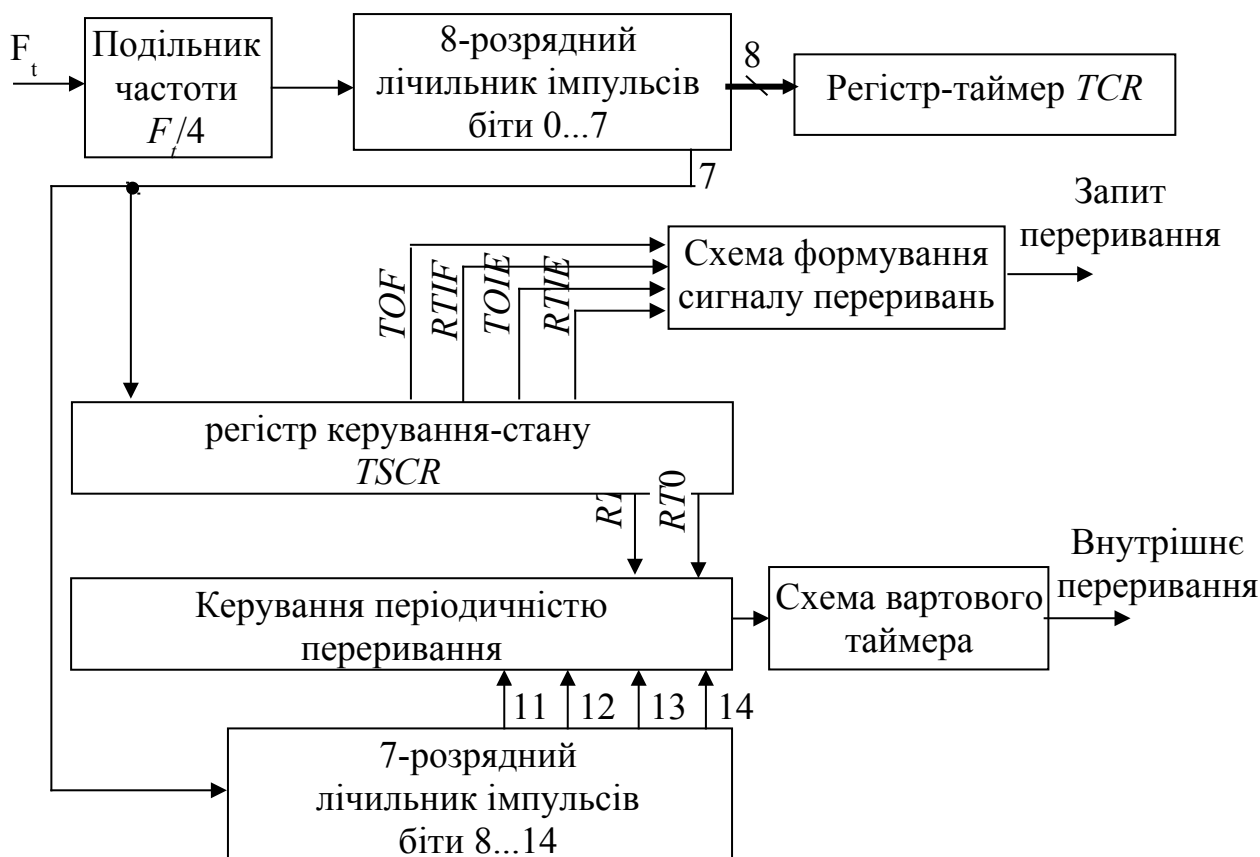 F_t
Подільник
частоти
F_t/4
8-розрядний
лічильник імпульсів
біти 0...7
8
Регістр-таймер TCR
7
Запит
переривання
Схема формування
сигналу переривань
TOF
RTIF
TOIE
RTIE
регістр керування-стану
TSCR
RT0
Внутрішнє
переривання
Керування періодичністю
переривання
Схема вартового
таймера
11 12 13 14
7-розрядний
лічильник імпульсів
біти 8...14